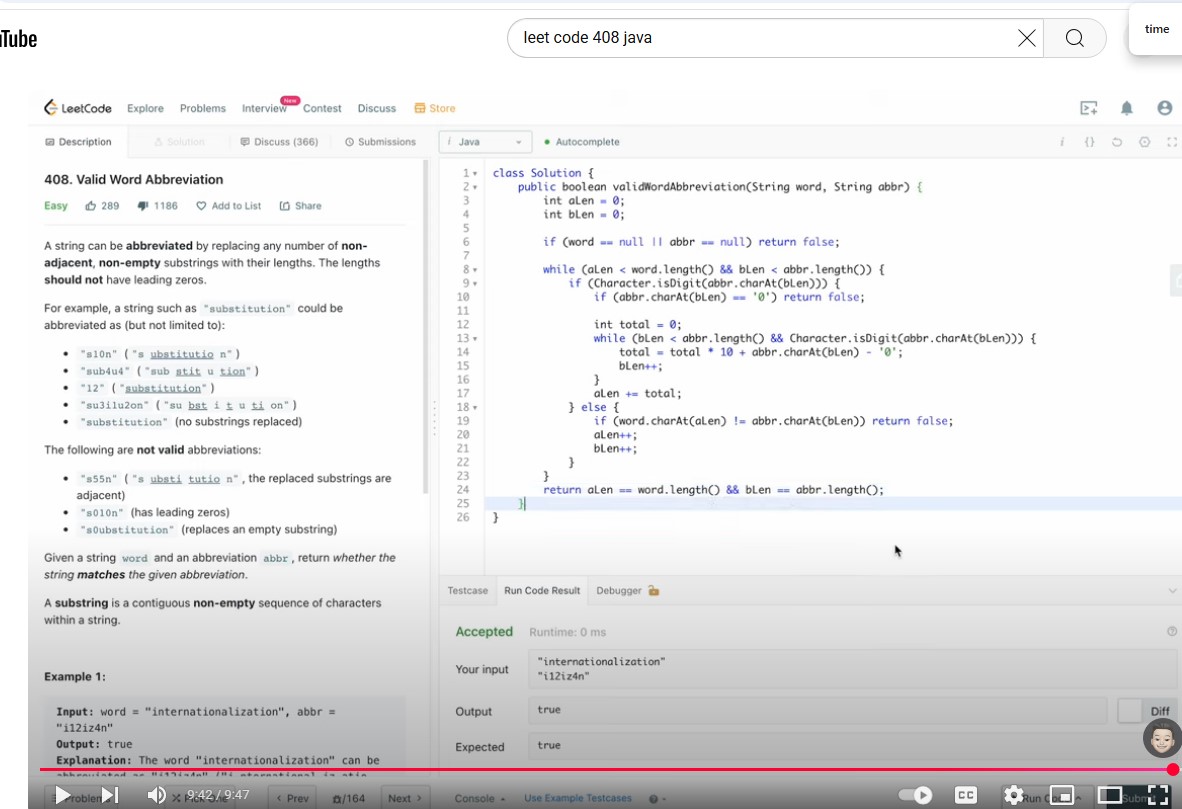 Tube
leet code 408 java
time
LeetCode Explore Problems Interview New Contest Discuss Store
Description Solution Discuss (366) Submissions
i Java Autocomplete
408. Valid Word Abbreviation
Easy 289 1186 Add to List Share
A string can be abbreviated by replacing any number of non-
adjacent, non-empty substrings with their lengths. The lengths
should not have leading zeros.
For example, a string such as "substitution" could be
abbreviated as (but not limited to):
• "s10n" ("s ubstitutio n")
• "sub4u4" ("sub stit u tion")
• "12" ("substitution")
• "su3i1u2on" ("su bst i t u ti on")
• "substitution" (no substrings replaced)
The following are not valid abbreviations:
• "s55n" ("s ubsti tutio n", the replaced substrings are
adjacent)
• "s010n" (has leading zeros)
• "s0ubstitution" (replaces an empty substring)
Given a string word and an abbreviation abbr, return whether the
string matches the given abbreviation.
A substring is a contiguous non-empty sequence of characters
within a string.
Example 1:
Input: word = "internationalization", abbr =
"i12iz4n"
Output: true
Explanation: The word "internationalization" can be
abbreviated as "i12iz4n" ("i nternational iz atio
1 class Solution {
2 public boolean validWordAbbreviation(String word, String abbr) {
3 int aLen = 0;
4 int bLen = 0;
5
6 if (word == null || abbr == null) return false;
7
8 while (aLen < word.length() && bLen < abbr.length()) {
9 if (Character.isDigit(abbr.charAt(bLen))) {
10 if (abbr.charAt(bLen) == '0') return false;
11
12 int total = 0;
13 while (bLen < abbr.length() && Character.isDigit(abbr.charAt(bLen))) {
14 total = total * 10 + abbr.charAt(bLen) - '0';
15 bLen++;
16 }
17 aLen += total;
18 } else {
19 if (word.charAt(aLen) != abbr.charAt(bLen)) return false;
20 aLen++;
21 bLen++;
22 }
23 }
24 return aLen == word.length() && bLen == abbr.length();
25 }
26 }
Testcase Run Code Result Debugger
Accepted Runtime: 0 ms
Your input
"internationalization"
"i12iz4n"
Output true Diff
Expected true
Problem Pick One < Prev /164 Next > Console Use Example Testcases Run Co Subm
9:42 / 9:47 CC